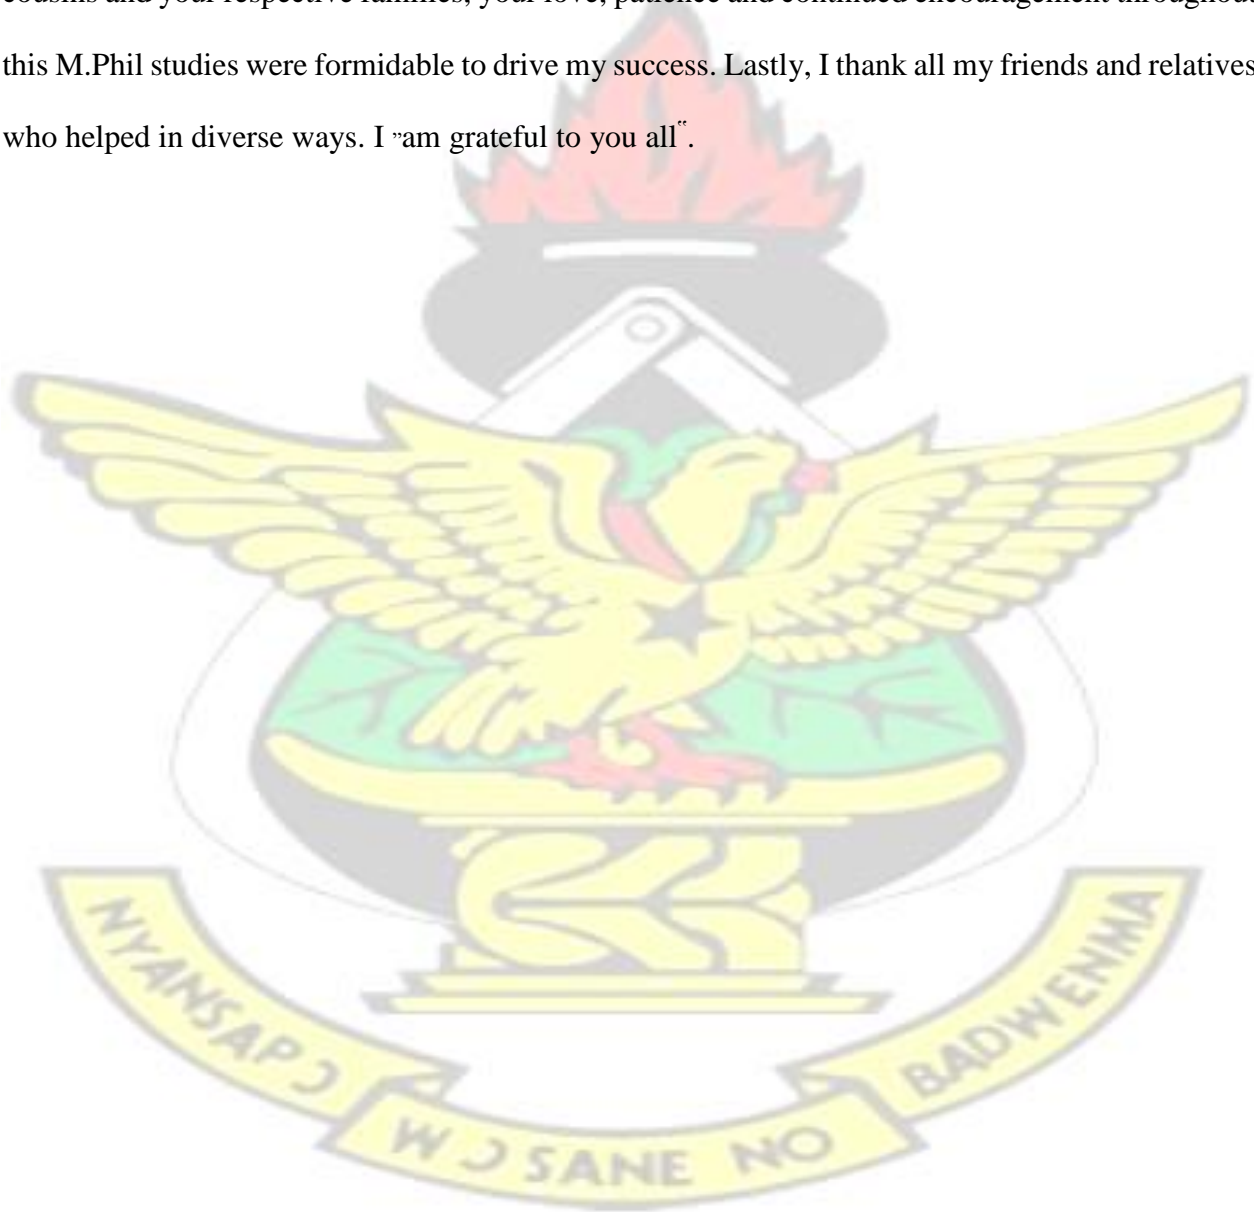 cousins and your respective families, your love, patience and continued encouragement throughout
this M.Phil studies were formidable to drive my success. Lastly, I thank all my friends and relatives
who helped in diverse ways. I ”am grateful to you all‟.
NYANSAPƆ
WƆSANE NO
BADWENMA